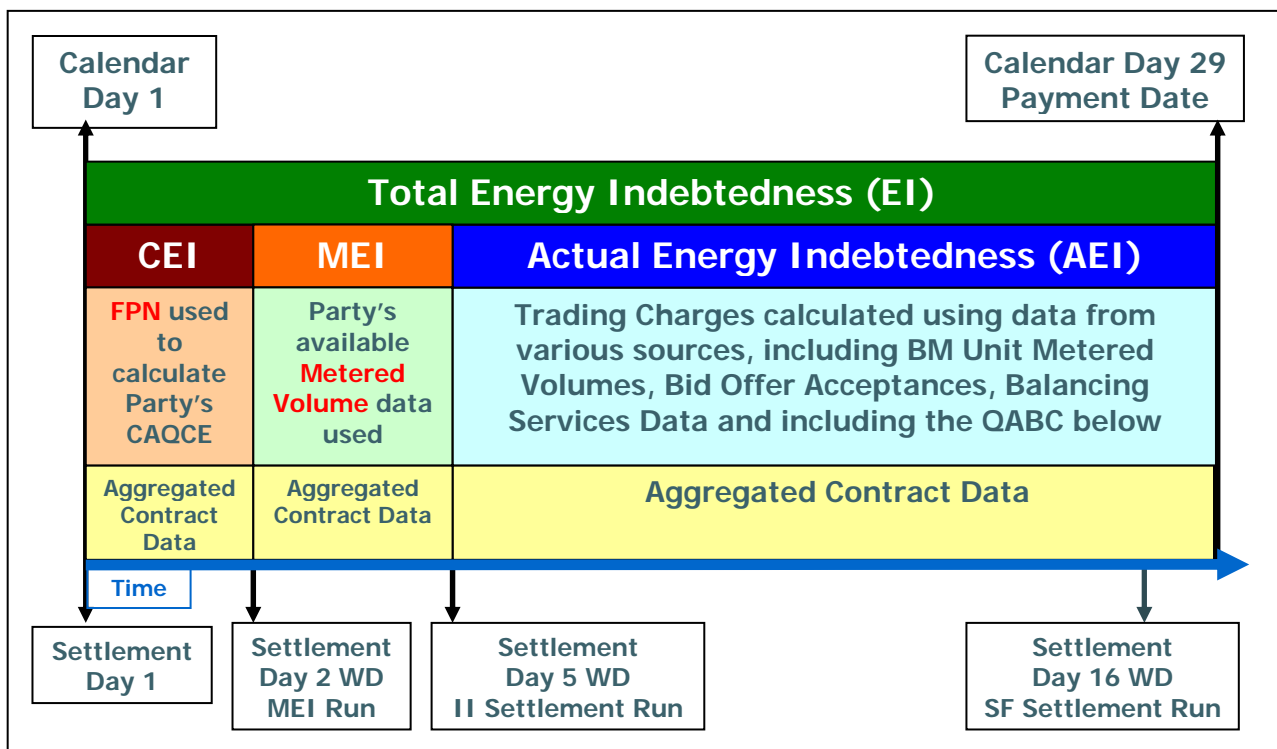 Calendar
Day 1
Calendar Day 29
Payment Date
Total Energy Indebtedness (EI)
CEI
MEI
Actual Energy Indebtedness (AEI)
FPN used
to
calculate
Party's
CAQCE
Party's
available
Metered
Volume data
used
Trading Charges calculated using data from
various sources, including BM Unit Metered
Volumes, Bid Offer Acceptances, Balancing
Services Data and including the QABC below
Aggregated
Contract
Data
Aggregated
Contract Data
Aggregated Contract Data
Time
Settlement
Day 1
Settlement
Day 2 WD
MEI Run
Settlement
Day 5 WD
II Settlement Run
Settlement
Day 16 WD
SF Settlement Run